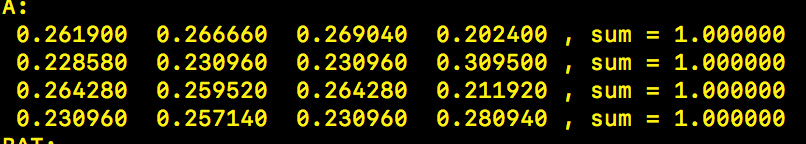 A:
0.261900 0.266660 0.269040 0.202400 , sum = 1.000000
0.228580 0.230960 0.230960 0.309500 , sum = 1.000000
0.264280 0.259520 0.264280 0.211920 , sum = 1.000000
0.230960 0.257140 0.230960 0.280940 , sum = 1.000000